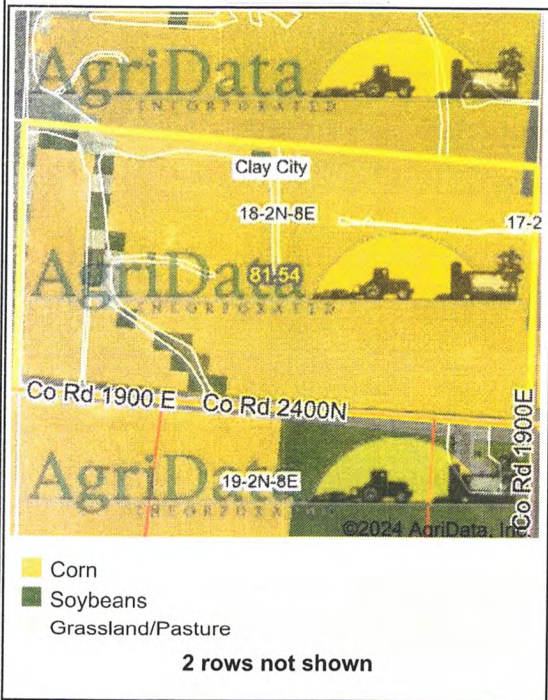 AgriData
INCORPORATED
Clay City
18-2N-8E
17-2
81.54
AgriData
INCORPORATED
Co Rd 1900 E
Co Rd 2400N
Co Rd 1900E
19-2N-8E
AgriData
INCORPORATED
©2024 AgriData, Inc.
Corn
Soybeans
Grassland/Pasture
2 rows not shown